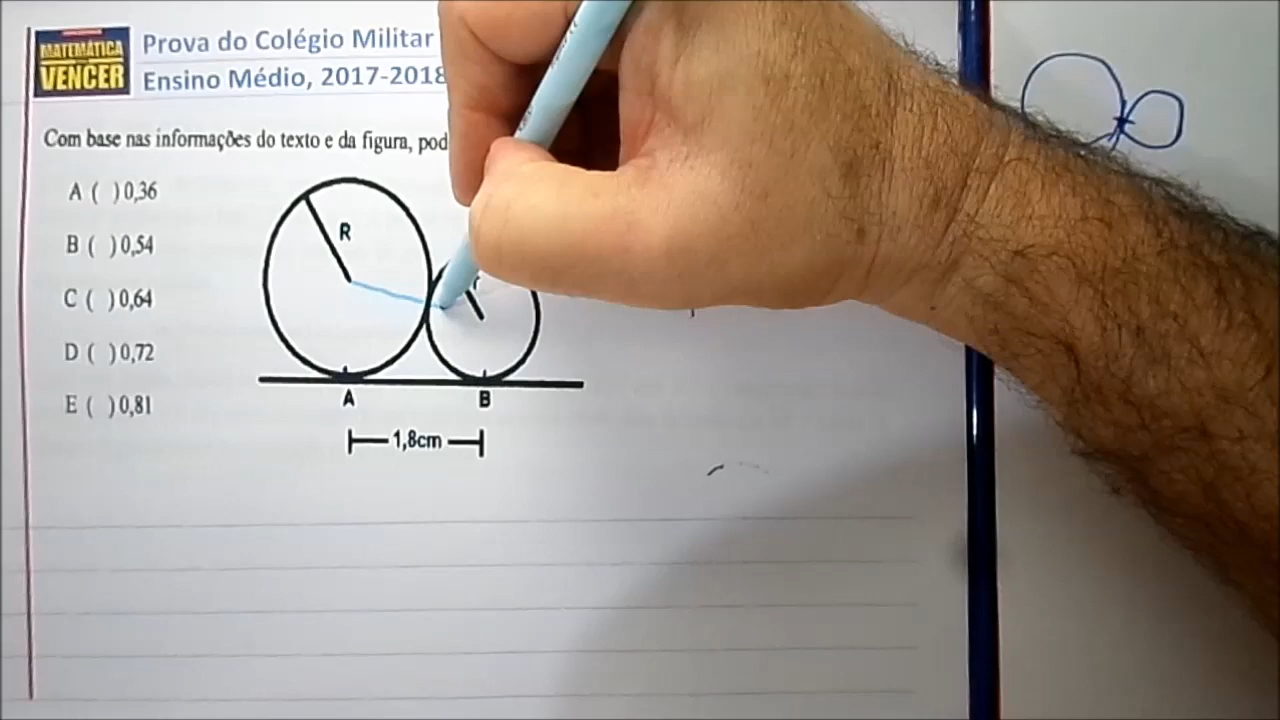 MATEMÁTICA
VENCER
Prova do Colégio Militar
Ensino Médio, 2017-2018
Com base nas informações do texto e da figura, pod
A ( ) 0,36
B ( ) 0,54
C ( ) 0,64
D ( ) 0,72
E ( ) 0,81
R
r
A B
1,8cm